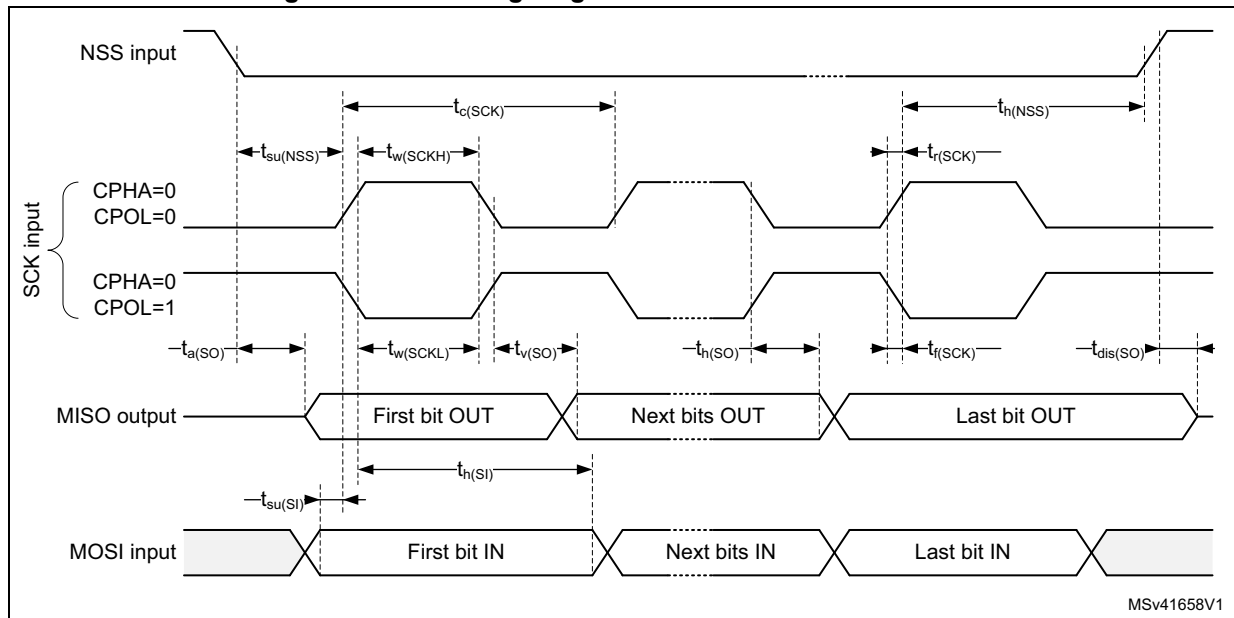 NSS input
tc(SCK)
th(NSS)
tsu(NSS)
tw(SCKH)
tr(SCK)
SCK input
CPHA=0
CPOL=0
CPHA=0
CPOL=1
ta(SO)
tw(SCKL)
tv(SO)
th(SO)
tf(SCK)
tdis(SO)
MISO output
First bit OUT
Next bits OUT
Last bit OUT
th(SI)
tsu(SI)
MOSI input
First bit IN
Next bits IN
Last bit IN
MSv41658V1